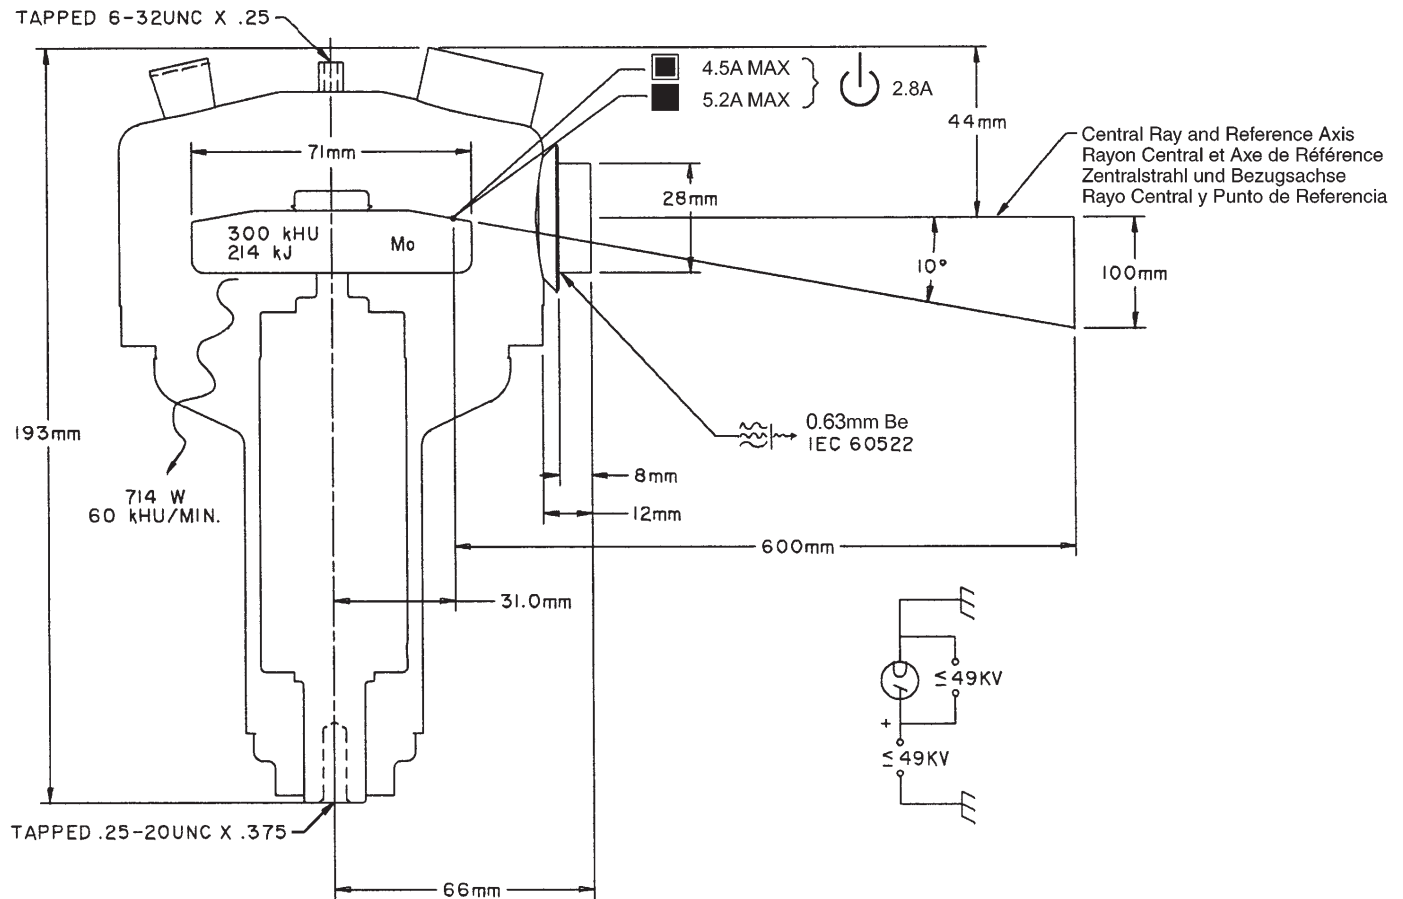 TAPPED 6-32UNC X .25
4.5A MAX
5.2A MAX
2.8A
44mm
Central Ray and Reference Axis
Rayon Central et Axe de Référence
Zentralstrahl und Bezugsachse
Rayo Central y Punto de Referencia
71mm
28mm
300 kHU
214 kJ
Mo
10°
100mm
193mm
0.63mm Be
IEC 60522
8mm
714 W
60 kHU/MIN.
12mm
600mm
31.0mm
≤ 49KV
+
≤ 49KV
TAPPED .25-20UNC X .375
66mm